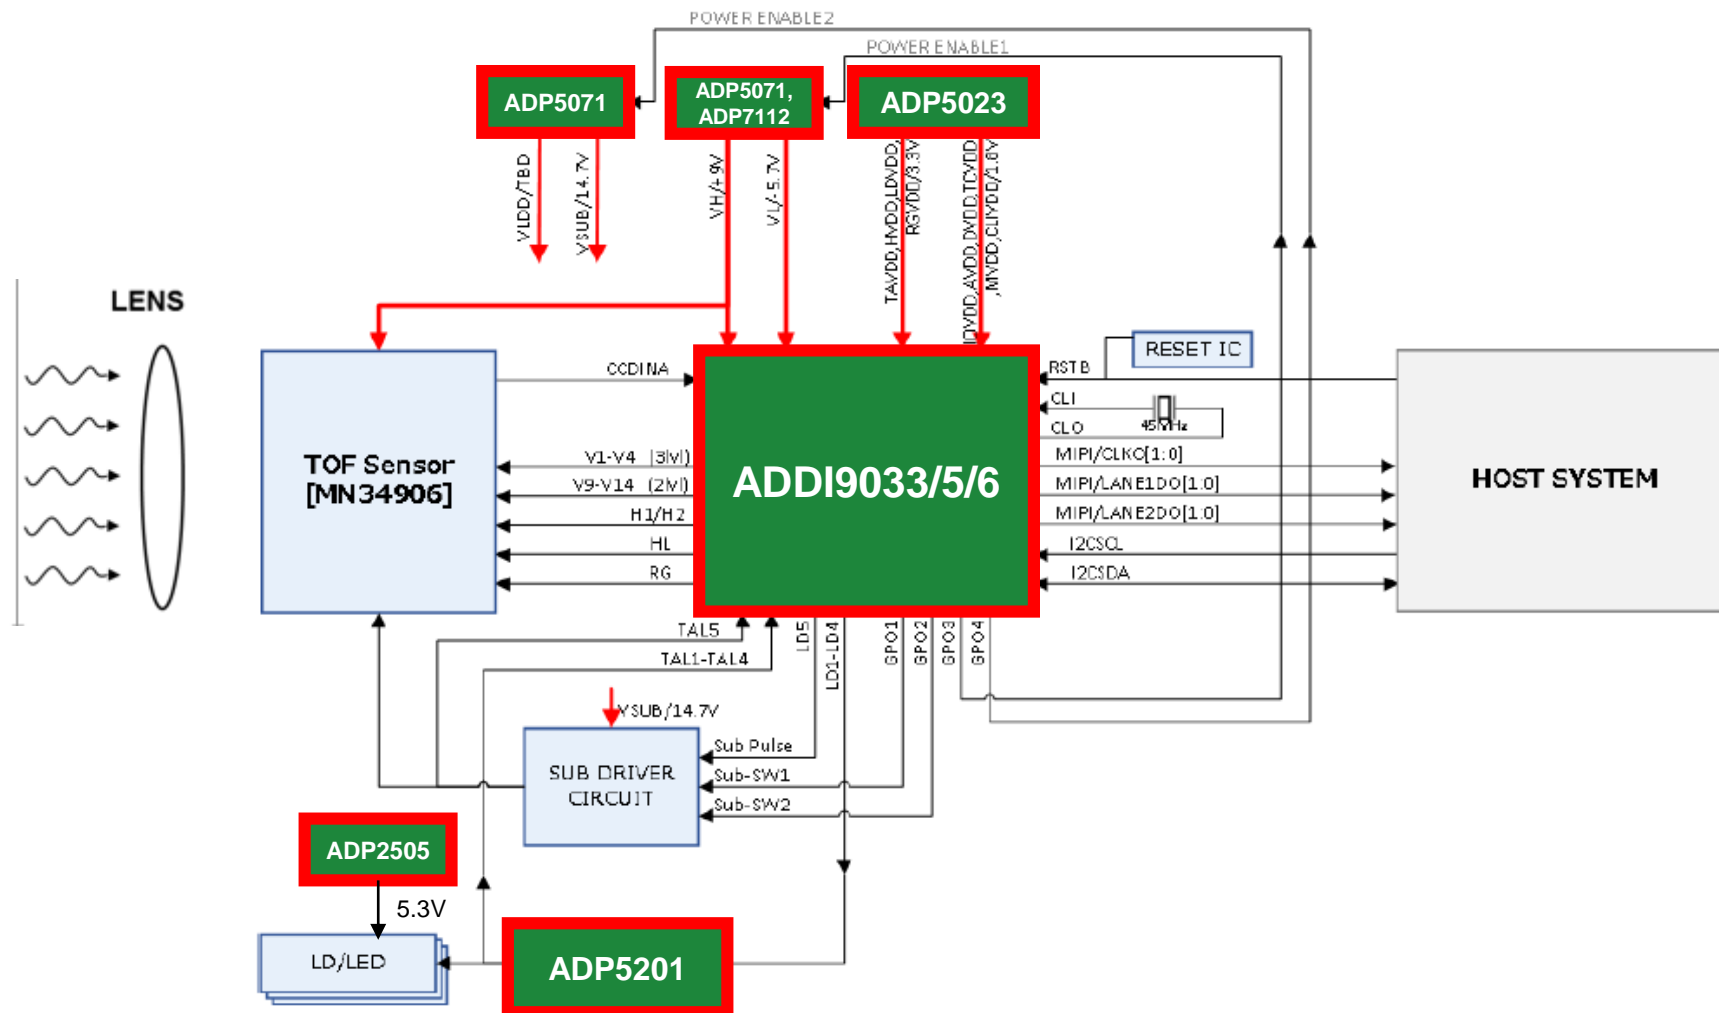 POWER ENABLE2
POWER ENABLE1
ADP5071
ADP5071,
ADP7112
ADP5023
VLDD/TBD
VSUB/14.7V
VH/+9V
VL/-5.7V
TAVDD,HVDD,LDVDD,
RGVDD/3.3V
IOVDD,AVDD,DVDD,TCVDD
,MVDD,CLIVDD/1.8V
LENS
TOF Sensor
[MN34906]
CCDINA
V1-V4 (3lvl)
V9-V14 (2lvl)
H1/H2
HL
RG
ADDI9033/5/6
RESET IC
RSTB
CLI
CLO
45MHz
MIPI/CLKO[1:0]
MIPI/LANE1DO[1:0]
MIPI/LANE2DO[1:0]
I2CSCL
I2CSDA
HOST SYSTEM
TAL5
TAL1-TAL4
LD5
LD1-LD4
GPO1
GPO2
GPO3
GPO4
VSUB/14.7V
SUB DRIVER
CIRCUIT
Sub Pulse
Sub-SW1
Sub-SW2
ADP2505
5.3V
LD/LED
ADP5201